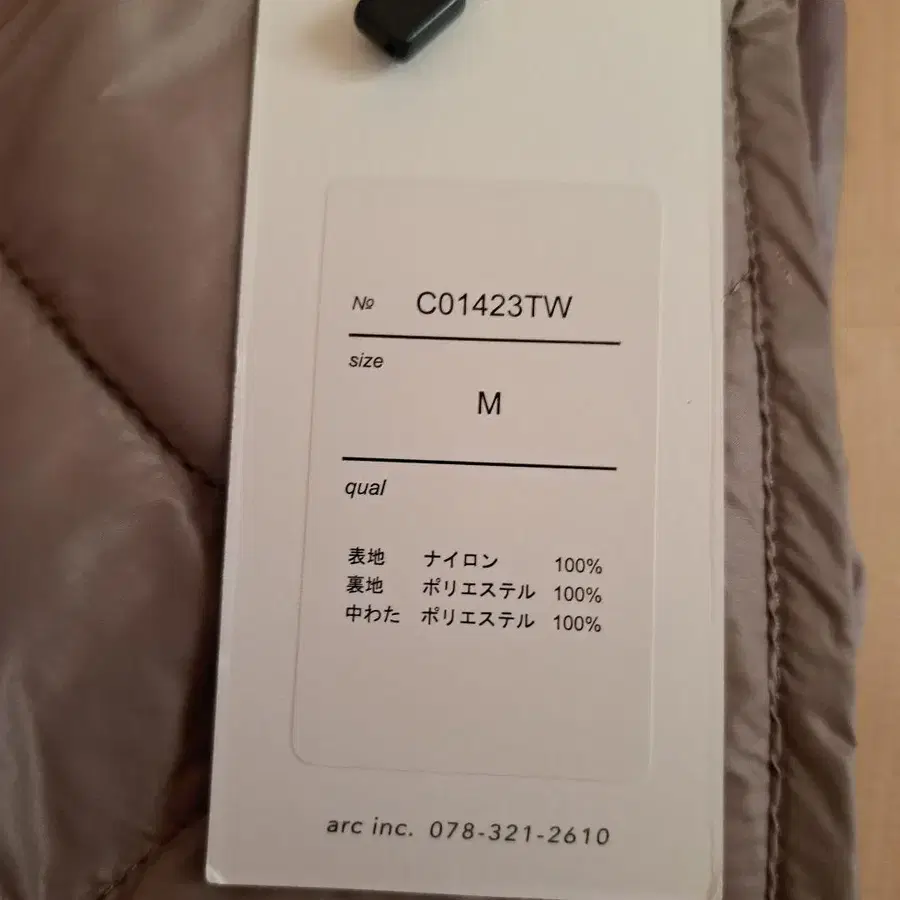 № C01423TW
size
M
qual
表地 ナイロン 100%
裏地 ポリエステル 100%
中わた ポリエステル 100%
arc inc. 078-321-2610